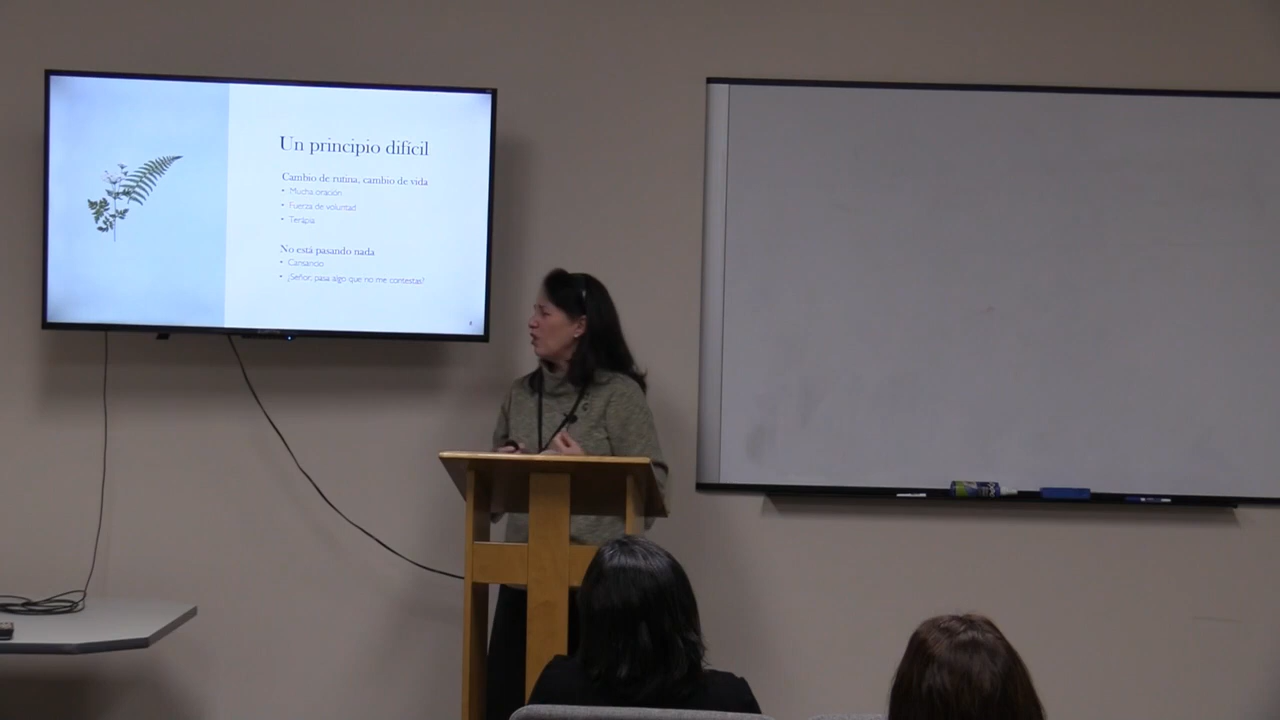 Un principio difícil
Cambio de rutina, cambio de vida
• Mucha oración
• Fuerza de voluntad
• Terapia
No está pasando nada
• Cansancio
• ¿Señor, pasa algo que no me contestas?